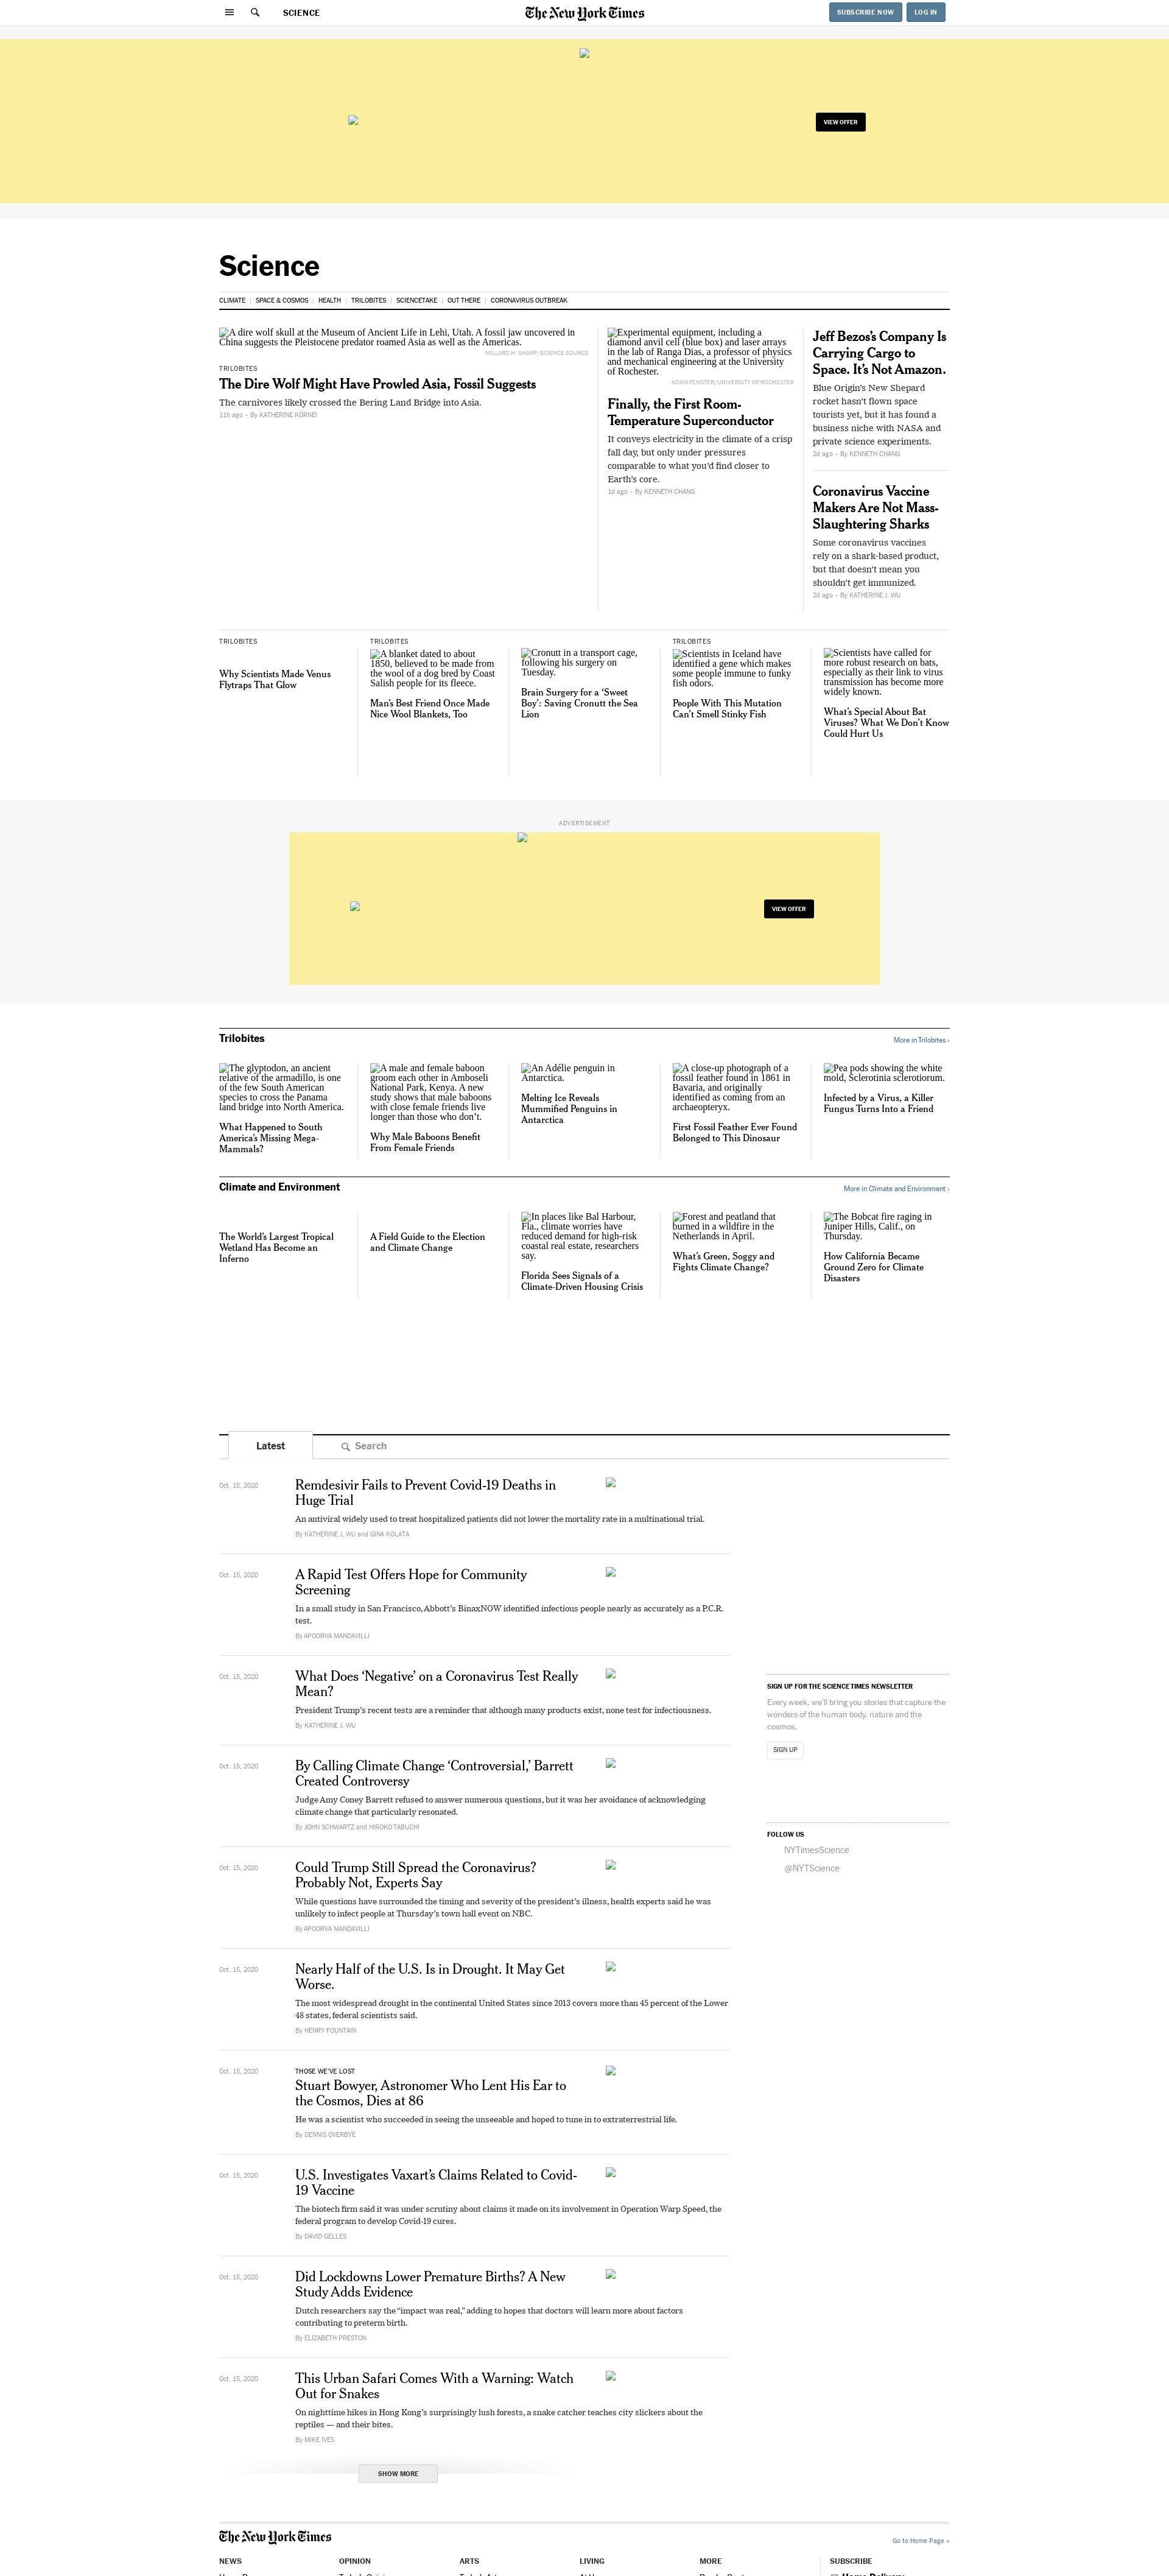 SCIENCE
The New York Times
SUBSCRIBE NOW
LOG IN
VIEW OFFER
Science
CLIMATE
SPACE & COSMOS
HEALTH
TRILOBITES
SCIENCETAKE
OUT THERE
CORONAVIRUS OUTBREAK
A dire wolf skull at the Museum of Ancient Life in Lehi, Utah. A fossil jaw uncovered in
China suggests the Pleistocene predator roamed Asia as well as the Americas.
MILLARD H. SHARP/SCIENCE SOURCE
TRILOBITES
The Dire Wolf Might Have Prowled Asia, Fossil Suggests
The carnivores likely crossed the Bering Land Bridge into Asia.
11h ago • By KATHERINE KORNEI
Experimental equipment, including a
diamond anvil cell (blue box) and laser arrays
in the lab of Ranga Dias, a professor of physics
and mechanical engineering at the University
of Rochester.
ADAM FENSTER/UNIVERSITY OF ROCHESTER
Finally, the First Room-
Temperature Superconductor
It conveys electricity in the climate of a crisp
fall day, but only under pressures
comparable to what you’d find closer to
Earth’s core.
1d ago • By KENNETH CHANG
Jeff Bezos’s Company Is
Carrying Cargo to
Space. It’s Not Amazon.
Blue Origin’s New Shepard
rocket hasn’t flown space
tourists yet, but it has found a
business niche with NASA and
private science experiments.
2d ago • By KENNETH CHANG
Coronavirus Vaccine
Makers Are Not Mass-
Slaughtering Sharks
Some coronavirus vaccines
rely on a shark-based product,
but that doesn’t mean you
shouldn’t get immunized.
2d ago • By KATHERINE J. WU
TRILOBITES
Why Scientists Made Venus
Flytraps That Glow
TRILOBITES
A blanket dated to about
1850, believed to be made from
the wool of a dog bred by Coast
Salish people for its fleece.
Man’s Best Friend Once Made
Nice Wool Blankets, Too
Cronutt in a transport cage,
following his surgery on
Tuesday.
Brain Surgery for a ‘Sweet
Boy’: Saving Cronutt the Sea
Lion
TRILOBITES
Scientists in Iceland have
identified a gene which makes
some people immune to funky
fish odors.
People With This Mutation
Can’t Smell Stinky Fish
Scientists have called for
more robust research on bats,
especially as their link to virus
transmission has become more
widely known.
What’s Special About Bat
Viruses? What We Don’t Know
Could Hurt Us
ADVERTISEMENT
VIEW OFFER
Trilobites
More in Trilobites ›
The glyptodon, an ancient
relative of the armadillo, is one
of the few South American
species to cross the Panama
land bridge into North America.
What Happened to South
America’s Missing Mega-
Mammals?
A male and female baboon
groom each other in Amboseli
National Park, Kenya. A new
study shows that male baboons
with close female friends live
longer than those who don’t.
Why Male Baboons Benefit
From Female Friends
An Adélie penguin in
Antarctica.
Melting Ice Reveals
Mummified Penguins in
Antarctica
A close-up photograph of a
fossil feather found in 1861 in
Bavaria, and originally
identified as coming from an
archaeopteryx.
First Fossil Feather Ever Found
Belonged to This Dinosaur
Pea pods showing the white
mold, Sclerotinia sclerotiorum.
Infected by a Virus, a Killer
Fungus Turns Into a Friend
Climate and Environment
More in Climate and Environment ›
The World’s Largest Tropical
Wetland Has Become an
Inferno
A Field Guide to the Election
and Climate Change
In places like Bal Harbour,
Fla., climate worries have
reduced demand for high-risk
coastal real estate, researchers
say.
Florida Sees Signals of a
Climate-Driven Housing Crisis
Forest and peatland that
burned in a wildfire in the
Netherlands in April.
What’s Green, Soggy and
Fights Climate Change?
The Bobcat fire raging in
Juniper Hills, Calif., on
Thursday.
How California Became
Ground Zero for Climate
Disasters
Latest
Search
Oct. 15, 2020
Remdesivir Fails to Prevent Covid-19 Deaths in
Huge Trial
An antiviral widely used to treat hospitalized patients did not lower the mortality rate in a multinational trial.
By KATHERINE J. WU and GINA KOLATA
Oct. 15, 2020
A Rapid Test Offers Hope for Community
Screening
In a small study in San Francisco, Abbott’s BinaxNOW identified infectious people nearly as accurately as a P.C.R.
test.
By APOORVA MANDAVILLI
Oct. 15, 2020
What Does ‘Negative’ on a Coronavirus Test Really
Mean?
President Trump’s recent tests are a reminder that although many products exist, none test for infectiousness.
By KATHERINE J. WU
Oct. 15, 2020
By Calling Climate Change ‘Controversial,’ Barrett
Created Controversy
Judge Amy Coney Barrett refused to answer numerous questions, but it was her avoidance of acknowledging
climate change that particularly resonated.
By JOHN SCHWARTZ and HIROKO TABUCHI
Oct. 15, 2020
Could Trump Still Spread the Coronavirus?
Probably Not, Experts Say
While questions have surrounded the timing and severity of the president’s illness, health experts said he was
unlikely to infect people at Thursday’s town hall event on NBC.
By APOORVA MANDAVILLI
Oct. 15, 2020
Nearly Half of the U.S. Is in Drought. It May Get
Worse.
The most widespread drought in the continental United States since 2013 covers more than 45 percent of the Lower
48 states, federal scientists said.
By HENRY FOUNTAIN
Oct. 15, 2020
THOSE WE’VE LOST
Stuart Bowyer, Astronomer Who Lent His Ear to
the Cosmos, Dies at 86
He was a scientist who succeeded in seeing the unseeable and hoped to tune in to extraterrestrial life.
By DENNIS OVERBYE
Oct. 15, 2020
U.S. Investigates Vaxart’s Claims Related to Covid-
19 Vaccine
The biotech firm said it was under scrutiny about claims it made on its involvement in Operation Warp Speed, the
federal program to develop Covid-19 cures.
By DAVID GELLES
Oct. 15, 2020
Did Lockdowns Lower Premature Births? A New
Study Adds Evidence
Dutch researchers say the “impact was real,” adding to hopes that doctors will learn more about factors
contributing to preterm birth.
By ELIZABETH PRESTON
Oct. 15, 2020
This Urban Safari Comes With a Warning: Watch
Out for Snakes
On nighttime hikes in Hong Kong’s surprisingly lush forests, a snake catcher teaches city slickers about the
reptiles — and their bites.
By MIKE IVES
SHOW MORE
SIGN UP FOR THE SCIENCE TIMES NEWSLETTER
Every week, we’ll bring you stories that capture the
wonders of the human body, nature and the
cosmos.
SIGN UP
FOLLOW US
NYTimesScience
@NYTScience
The New York Times
Go to Home Page »
NEWS
OPINION
ARTS
LIVING
MORE
SUBSCRIBE